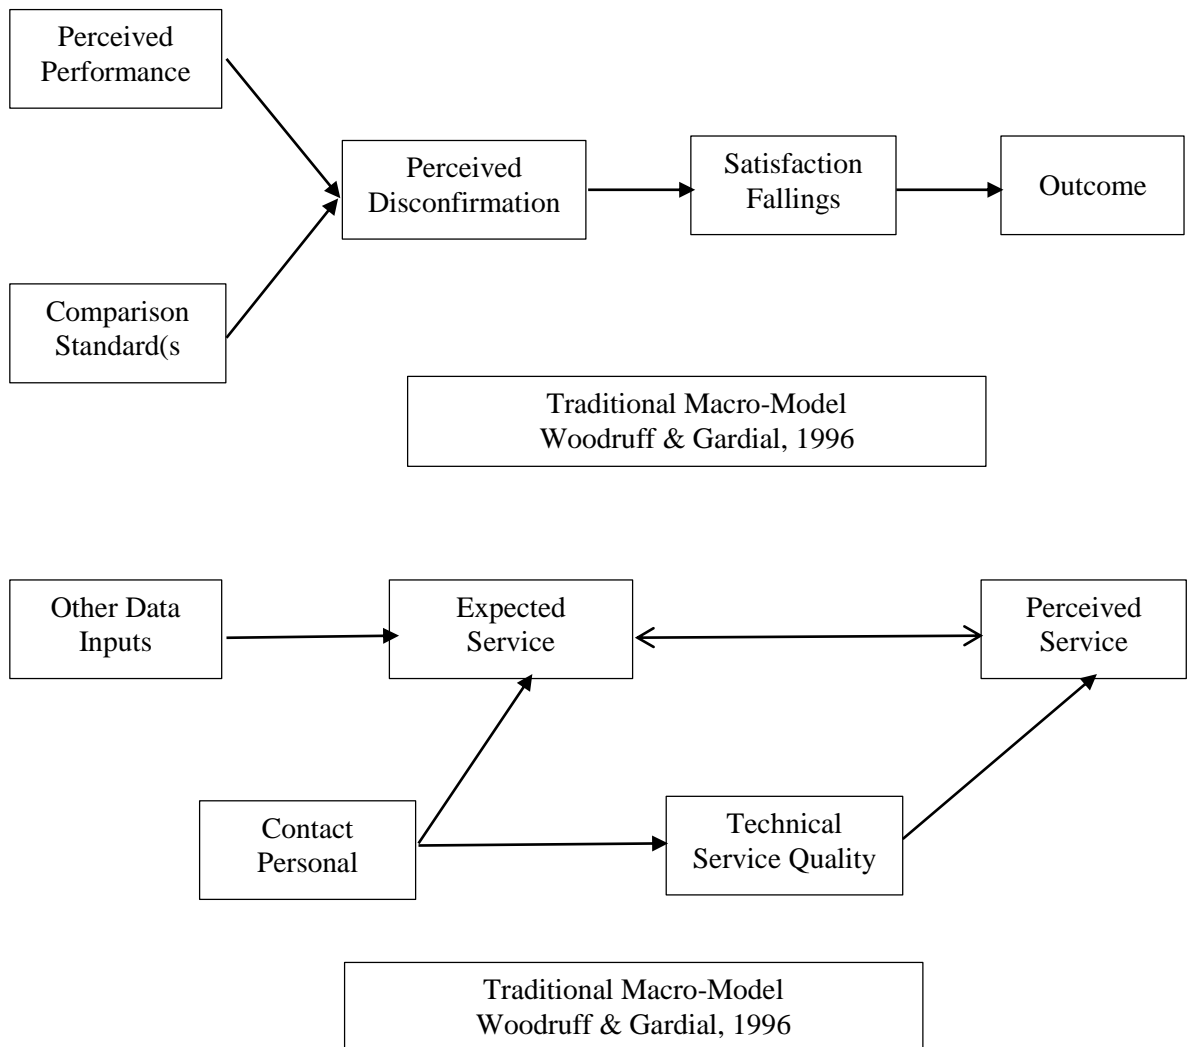 Perceived
Performance
Perceived
Disconfirmation
Satisfaction
Fallings
Outcome
Comparison
Standard(s
Traditional Macro-Model
Woodruff & Gardial, 1996
Other Data
Inputs
Expected
Service
Perceived
Service
Contact
Personal
Technical
Service Quality
Traditional Macro-Model
Woodruff & Gardial, 1996